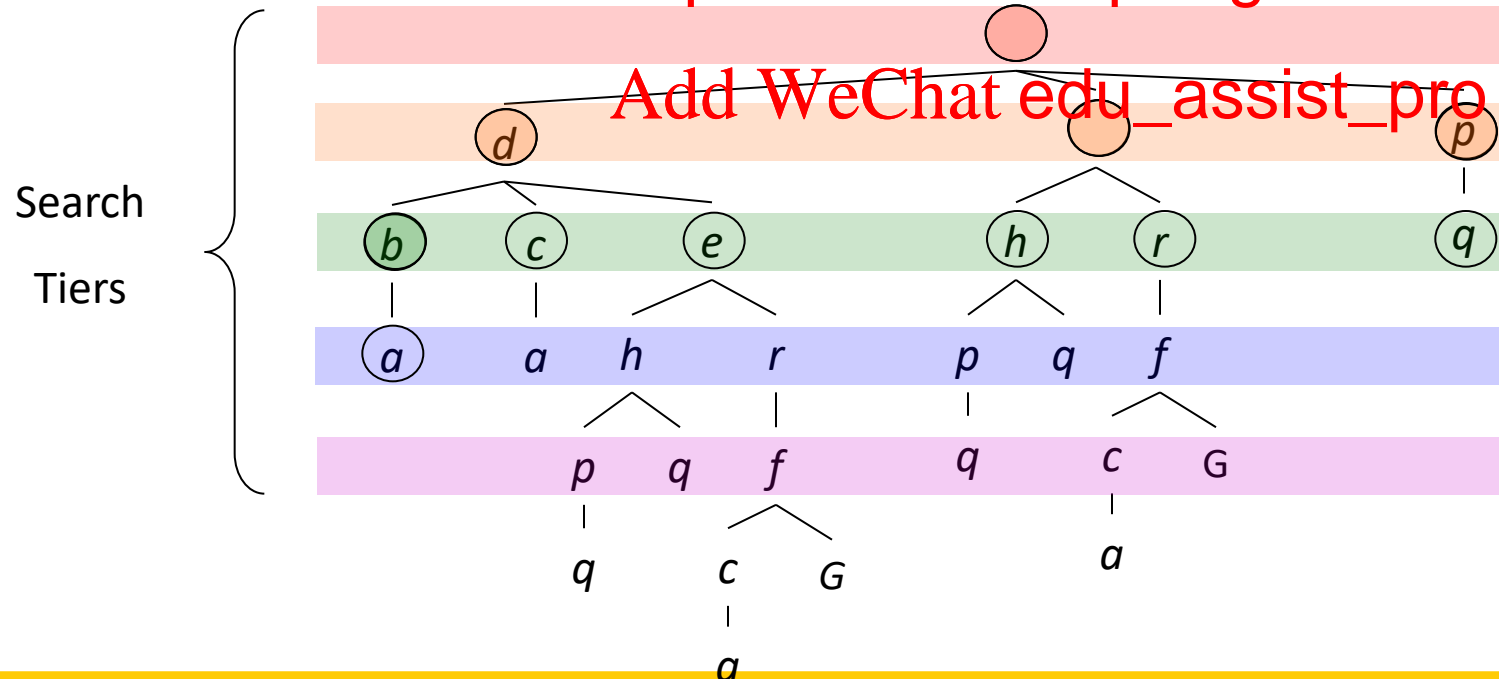 Add WeChat edu_assist_pro
d
p
Search
b c e h r q
Tiers
a a h r p q f
p q f q c G
q c G a
a